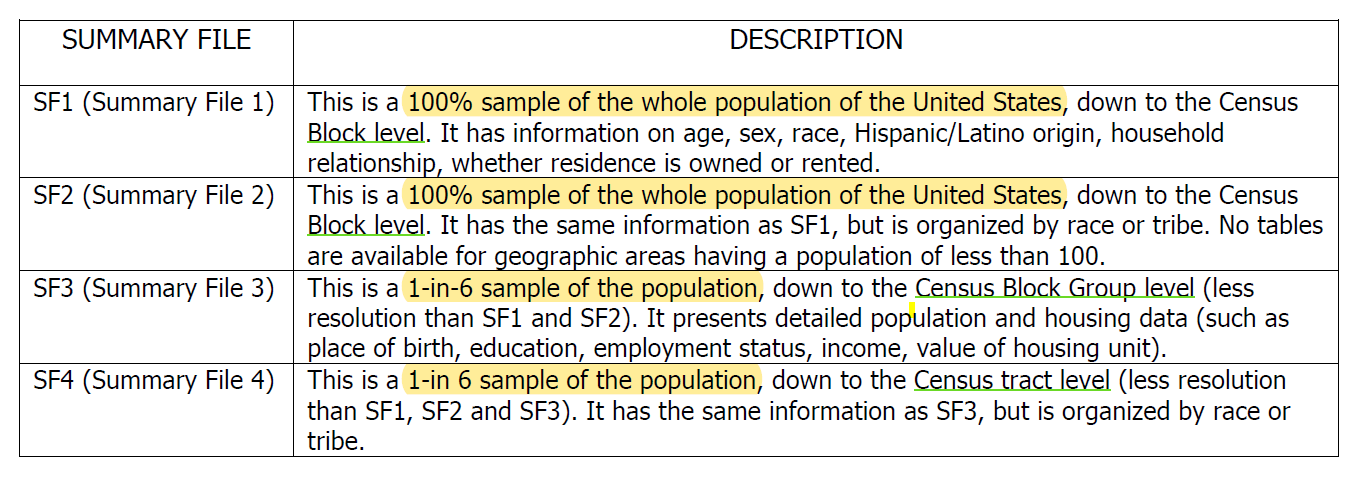 SUMMARY FILE
DESCRIPTION
SF1 (Summary File 1)
This is a 100% sample of the whole population of the United States, down to the Census
Block level. It has information on age, sex, race, Hispanic/Latino origin, household
relationship, whether residence is owned or rented.
SF2 (Summary File 2)
This is a 100% sample of the whole population of the United States, down to the Census
Block level. It has the same information as SF1, but is organized by race or tribe. No tables
are available for geographic areas having a population of less than 100.
SF3 (Summary File 3)
This is a 1-in-6 sample of the population, down to the Census Block Group level (less
resolution than SF1 and SF2). It presents detailed population and housing data (such as
place of birth, education, employment status, income, value of housing unit).
SF4 (Summary File 4)
This is a 1-in 6 sample of the population, down to the Census tract level (less resolution
than SF1, SF2 and SF3). It has the same information as SF3, but is organized by race or
tribe.